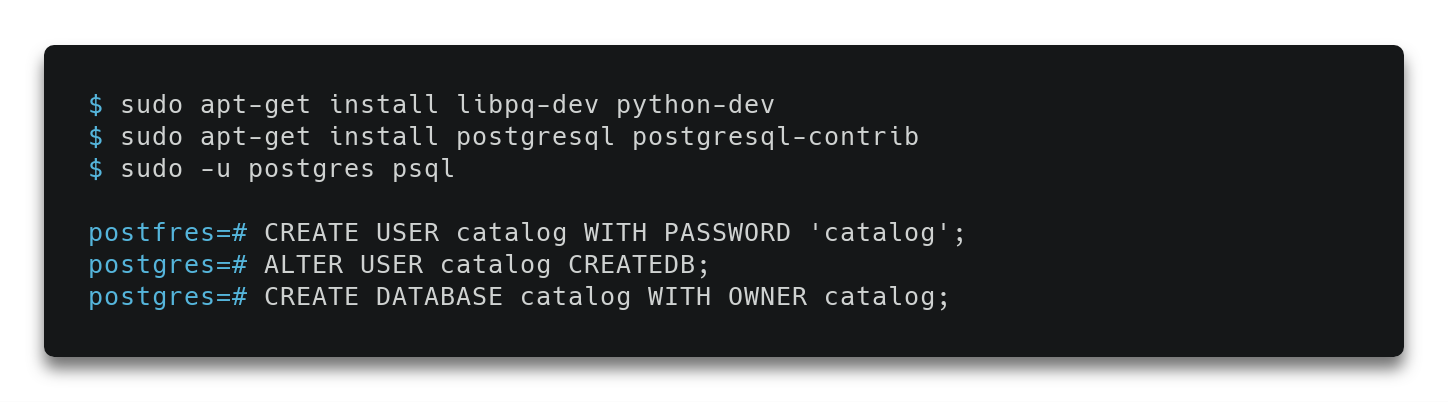 $ sudo apt-get install libpq-dev python-dev
$ sudo apt-get install postgresql postgresql-contrib
$ sudo -u postgres psql
postfres=# CREATE USER catalog WITH PASSWORD 'catalog';
postgres=# ALTER USER catalog CREATEDB;
postgres=# CREATE DATABASE catalog WITH OWNER catalog;